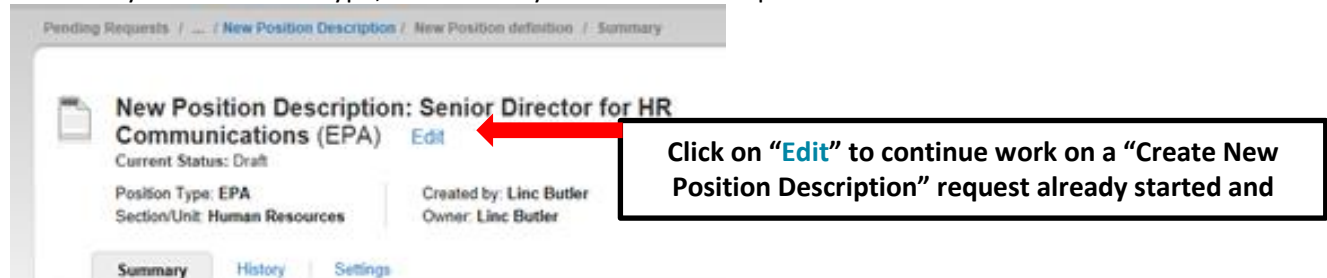 Pending Requests / ... / New Position Description / New Position definition / Summary
New Position Description: Senior Director for HR
Communications (EPA) Edit
Current Status: Draft
Click on “Edit” to continue work on a “Create New
Position Description” request already started and
Position Type: EPA Created by: Linc Butler
Section/Unit: Human Resources Owner: Linc Butler
Summary History Settings